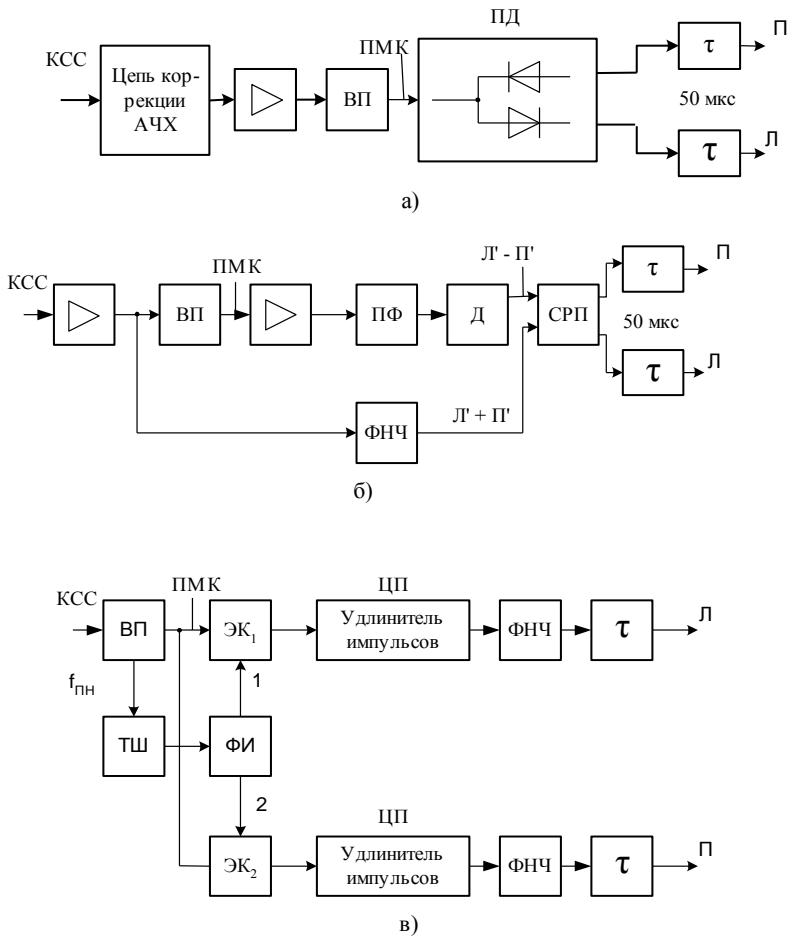 ПД
П
КСС
ПМК
τ
Цепь кор-
рекции
АЧХ
ВП
50 мкс
Л
τ
а)
Л' - П'
П
КСС
ПМК
τ
ВП
ПФ
Д
СРП
50 мкс
Л
τ
ФНЧ
Л' + П'
б)
ЦП
КСС
ПМК
Л
ВП
ЭК1
Удлинитель
импульсов
ФНЧ
τ
fПН
1
ТШ
ФИ
2
ЦП
П
ЭК2
Удлинитель
импульсов
ФНЧ
τ
в)